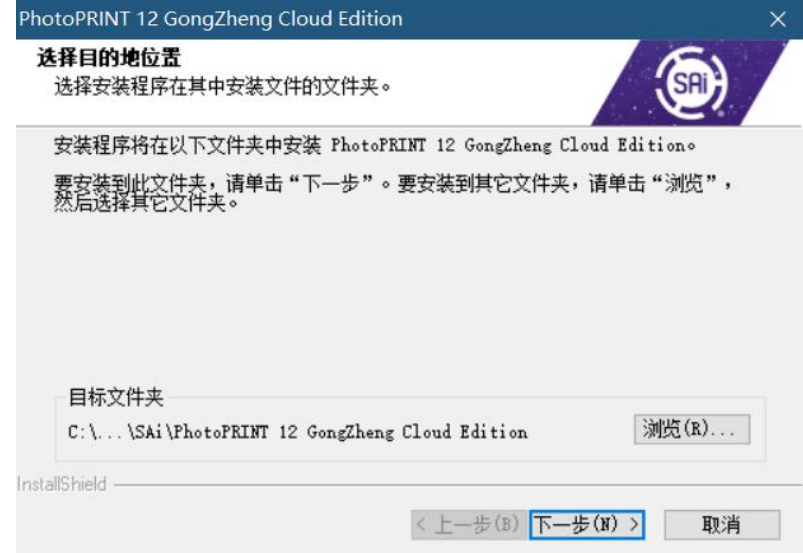 PhotoPRINT 12 GongZheng Cloud Edition
选择目的地位置
选择安装程序在其中安装文件的文件夹。
SAi
安装程序将在以下文件夹中安装 PhotoPRINT 12 GongZheng Cloud Edition。
要安装到此文件夹，请单击“下一步”。要安装到其它文件夹，请单击“浏览”，
然后选择其它文件夹。
目标文件夹
C:\...\SAi\PhotoPRINT 12 GongZheng Cloud Edition
浏览(R)...
InstallShield
< 上一步(B) 下一步(N) > 取消